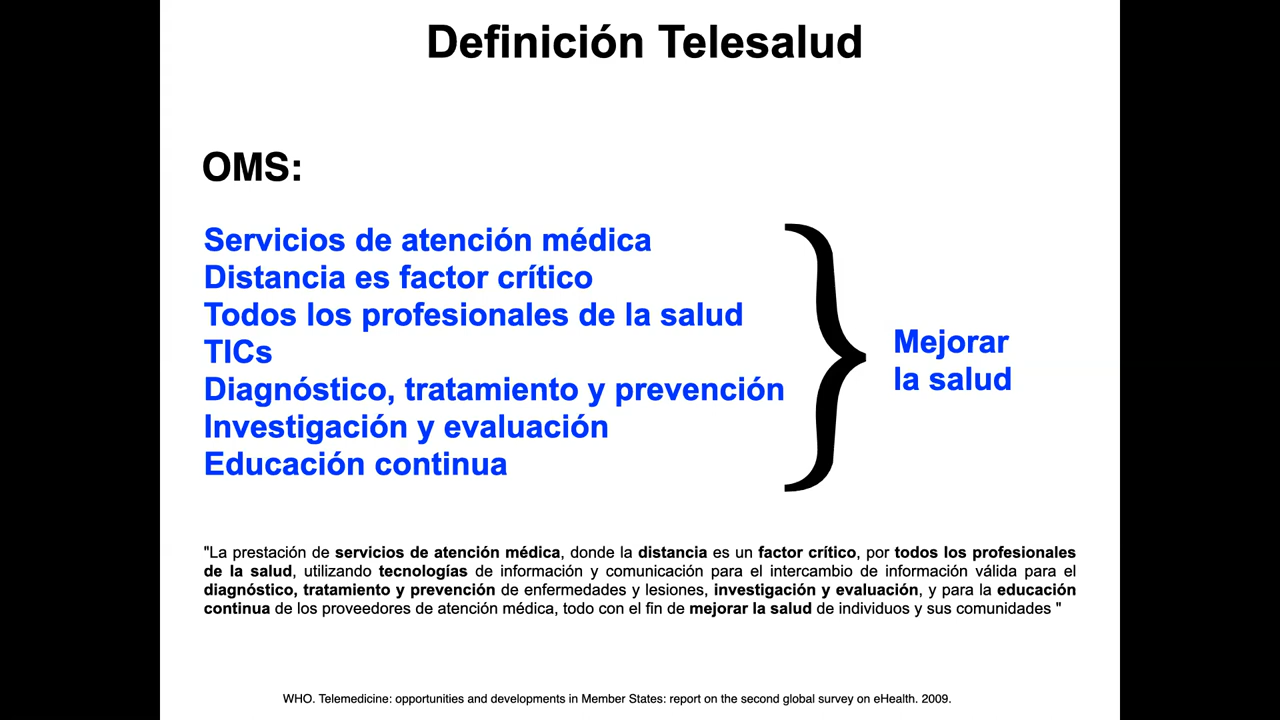 Definición Telesalud
OMS:
Servicios de atención médica
Distancia es factor crítico
Todos los profesionales de la salud
TICs
Diagnóstico, tratamiento y prevención
Investigación y evaluación
Educación continua
Mejorar
la salud
"La prestación de servicios de atención médica, donde la distancia es un factor crítico, por todos los profesionales
de la salud, utilizando tecnologías de información y comunicación para el intercambio de información válida para el
diagnóstico, tratamiento y prevención de enfermedades y lesiones, investigación y evaluación, y para la educación
continua de los proveedores de atención médica, todo con el fin de mejorar la salud de individuos y sus comunidades "
WHO. Telemedicine: opportunities and developments in Member States: report on the second global survey on eHealth. 2009.